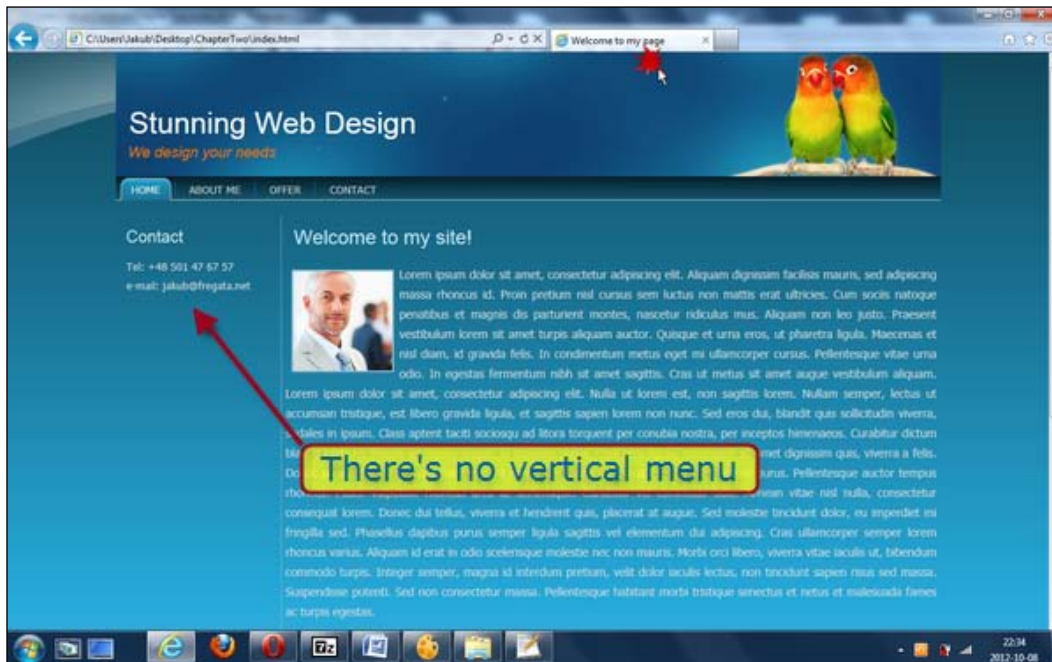 C:\Users\Jakub\Desktop\ChapterTwo\index.html
Welcome to my page
Stunning Web Design
We design your needs
HOME ABOUT ME OFFER CONTACT
Contact
Tel: +48 501 47 67 57
e-mail: jakub@fregata.net
Welcome to my site!
Lorem ipsum dolor sit amet, consectetur adipiscing elit. Aliquam dignissim facilisis mauris, sed adipiscing
massa rhoncus id. Proin pretium nisl cursus sem luctus non mattis erat ultricies. Cum sociis natoque
penatibus et magnis dis parturient montes, nascetur ridiculus mus. Aliquam non leo justo. Praesent
vestibulum lorem sit amet turpis aliquam auctor. Quisque et urna eros, ut pharetra ligula. Maecenas et
nisl diam, id gravida felis. In condimentum metus eget mi ullamcorper cursus. Pellentesque vitae urna
odio. In egestas fermentum nibh sit amet sagittis. Cras ut metus sit amet augue vestibulum aliquam.
Lorem ipsum dolor sit amet, consectetur adipiscing elit. Nulla ut lorem est, non sagittis lorem. Nullam semper, lectus ut
accumsan tristique, est libero gravida ligula, et sagittis sapien lorem non nunc. Sed eros dui, blandit quis sollicitudin viverra,
sodales in ipsum. Class aptent taciti sociosqu ad litora torquent per conubia nostra, per inceptos himenaeos. Curabitur dictum
met dignissim quis, viverra a felis.
There's no vertical menu
purus. Pellentesque auctor tempus
vitae nisl nulla, consectetur
consequat lorem. Donec dui tellus, viverra et hendrerit quis, placerat at augue. Sed molestie tincidunt dolor, eu imperdiet mi
fringilla sed. Phasellus dapibus purus semper ligula sagittis vel elementum dui adipiscing. Cras ullamcorper semper lorem
rhoncus varius. Aliquam id erat in odio scelerisque molestie nec non mauris. Morbi orci libero, viverra vitae iaculis ut, bibendum
commodo turpis. Integer semper, magna id interdum pretium, velit dolor iaculis lectus, non tincidunt sapien risus sed massa.
Suspendisse potenti. Sed non consectetur massa. Pellentesque habitant morbi tristique senectus et netus et malesuada fames
ac turpis egestas.
22:34
2012-10-08